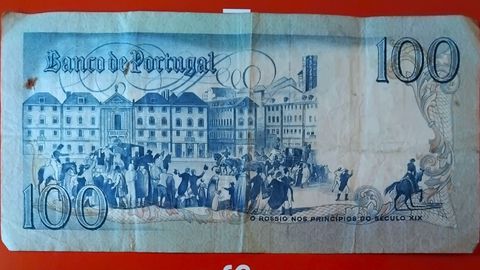 Banco de Portugal
100
100
O ROSSIO NOS PRINCÍPIOS DO SÉCULO XIX